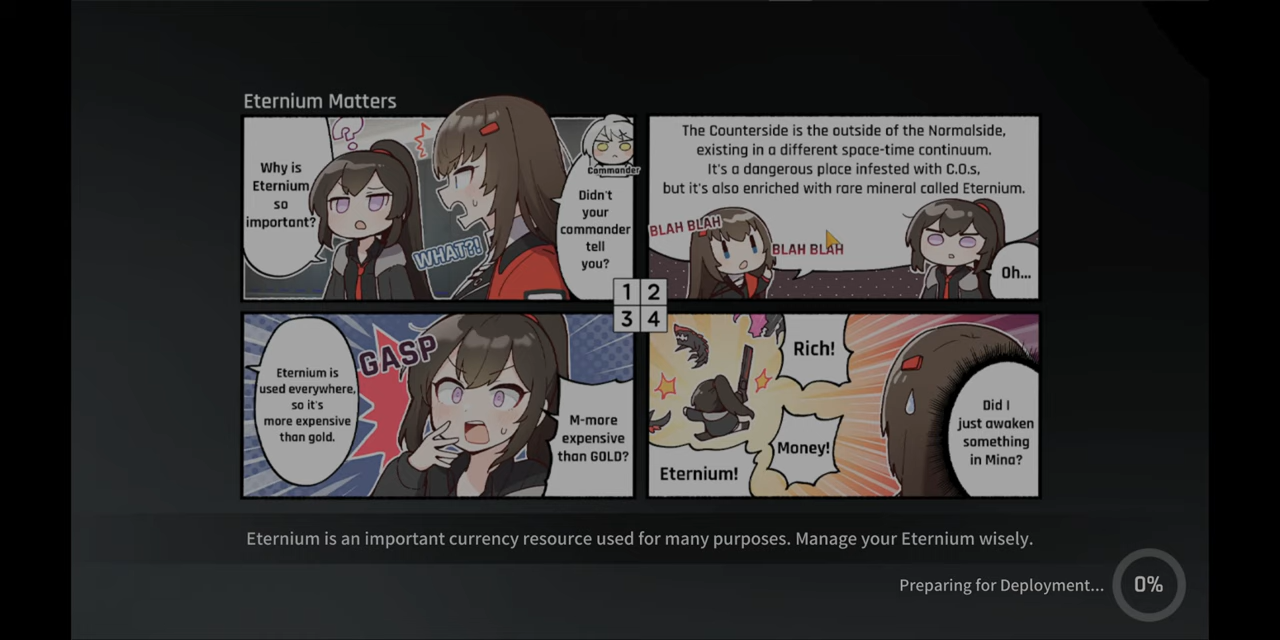 Eternium Matters
Why is
Eternium
so
important?
WHAT?!
Commander
Didn't
your
commander
tell
you?
The Counterside is the outside of the Normalside,
existing in a different space-time continuum.
It's a dangerous place infested with C.O.s,
but it's also enriched with rare mineral called Eternium.
BLAH BLAH
BLAH BLAH
Oh...
1 2
3 4
Eternium is
used everywhere,
so it's
more expensive
than gold.
GASP
M-more
expensive
than GOLD?
Rich!
Money!
Eternium!
Did I
just awaken
something
in Mina?
Eternium is an important currency resource used for many purposes. Manage your Eternium wisely.
Preparing for Deployment...
0%